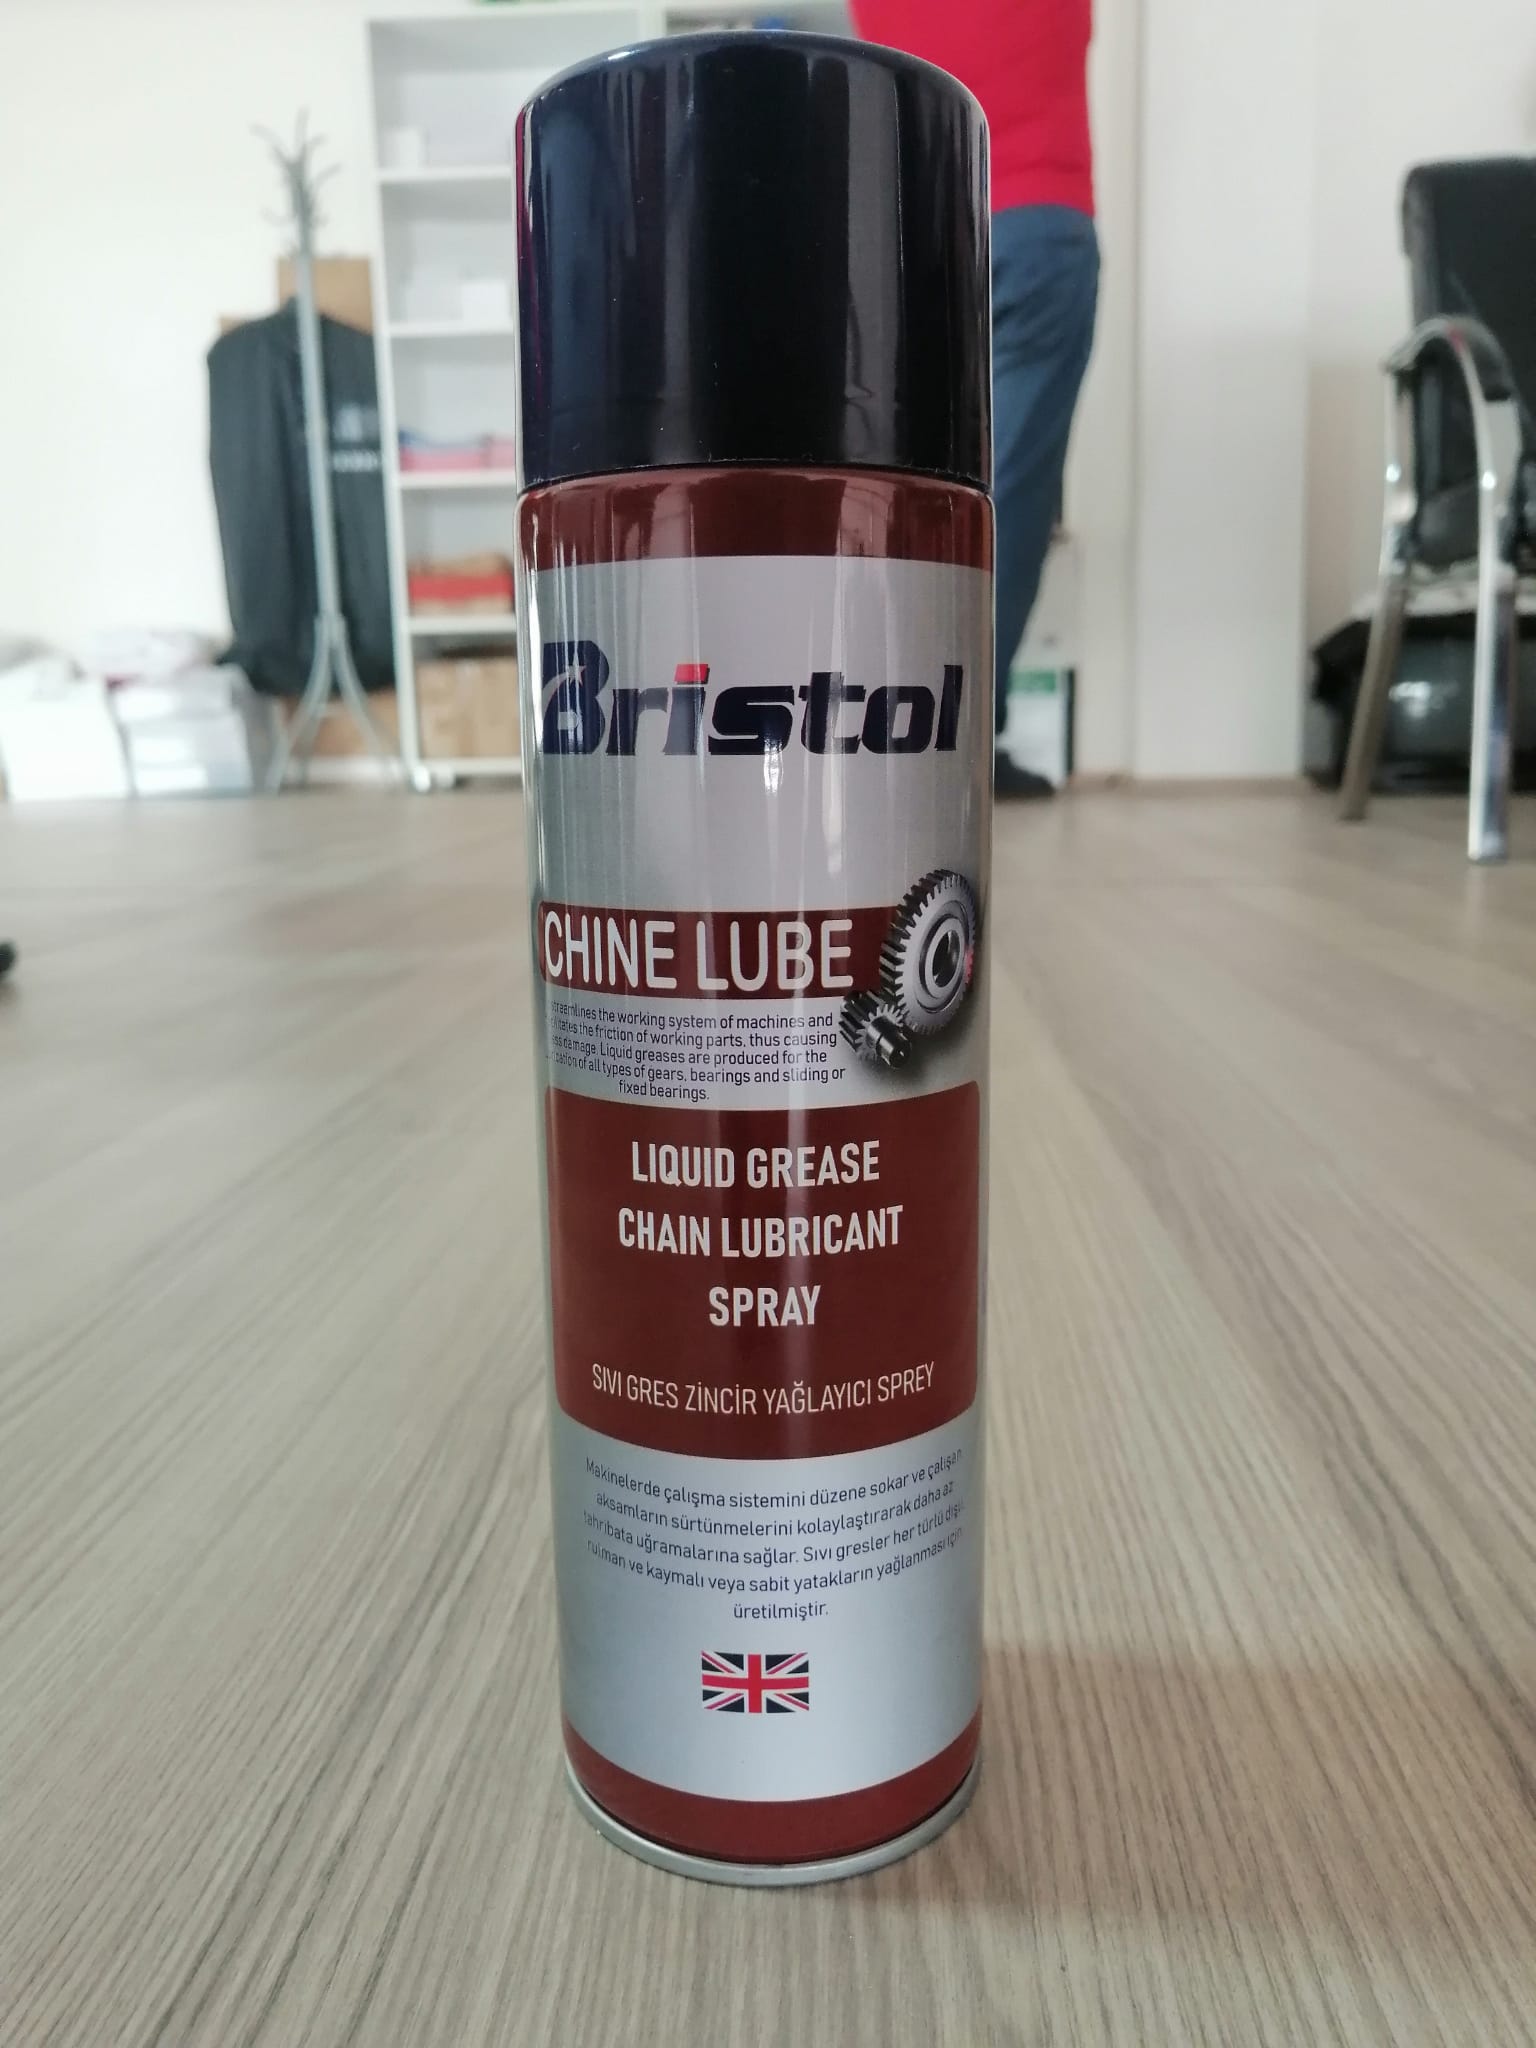 Bristol
CHINE LUBE
streamlines the working system of machines and
the friction of working parts, thus causing
damage. Liquid greases are produced for the
of all types of gears, bearings and sliding or
fixed bearings.
LIQUID GREASE
CHAIN LUBRICANT
SPRAY
SIVI GRES ZİNCİR YAĞLAYICI SPREY
Makinelerde çalışma sistemini düzene sokar ve çalışan
aksamların sürtünmelerini kolaylaştırarak daha az
tahribata uğramalarına sağlar. Sıvı gresler her türlü dişli,
rulman ve kaymalı veya sabit yatakların yağlanması için
üretilmiştir.